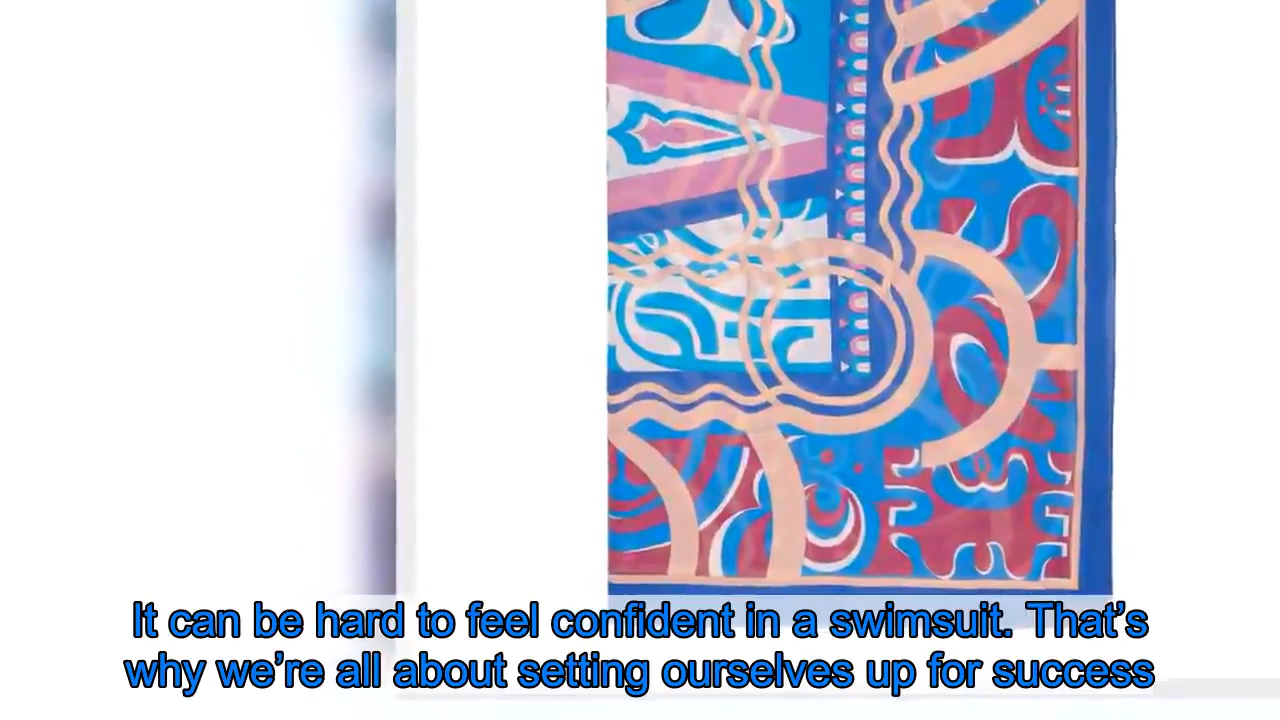 It can be hard to feel confident in a swimsuit. That’s
why we’re all about setting ourselves up for success